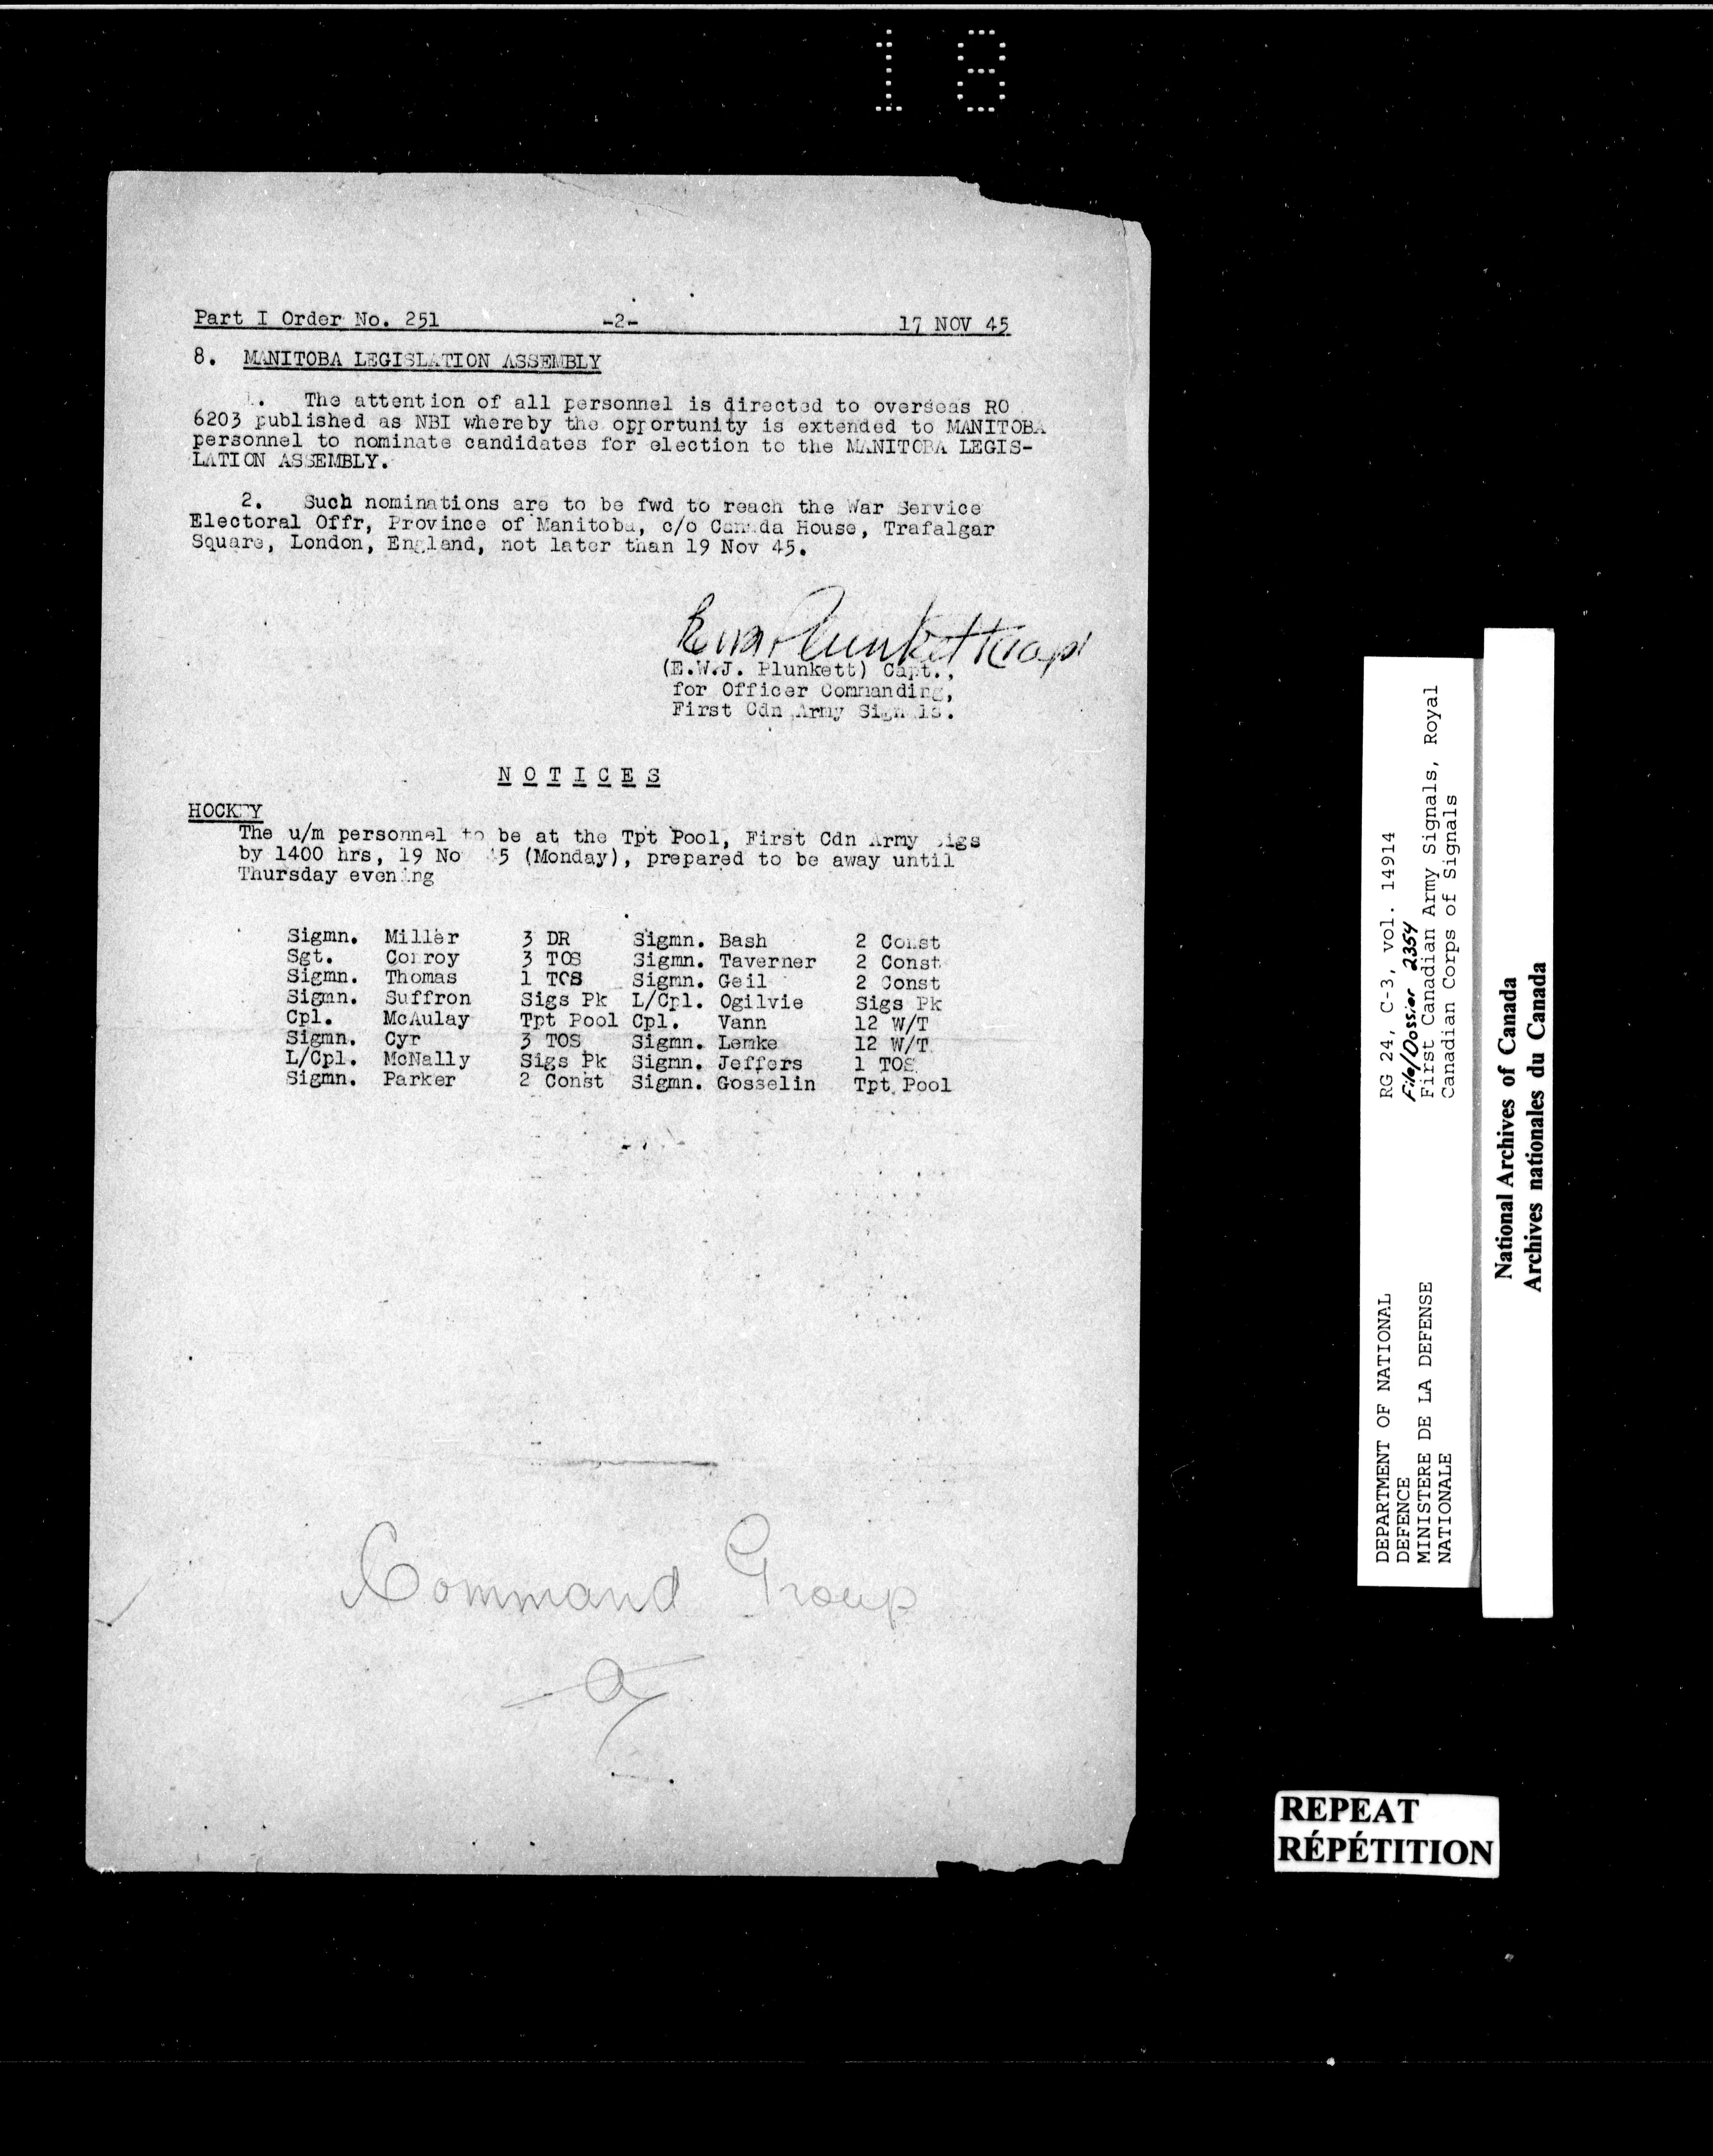 18
Part I Order No. 251 -2- 17 NOV 45
8. MANITOBA LEGISLATION ASSEMBLY
1. The attention of all personnel is directed to overseas RO
6203 published as NBI whereby the opportunity is extended to MANITOBA
personnel to nominate candidates for election to the MANITOBA LEGIS-
LATION ASSEMBLY.
2. Such nominations are to be fwd to reach the War Service
Electoral Offr, Province of Manitoba, c/o Canada House, Trafalgar
Square, London, England, not later than 19 Nov 45.
Plunkett Capt
(E.W.J. Plunkett) Capt.,
for Officer Commanding,
First Cdn Army Signals.
NOTICES
HOCKEY
The u/m personnel to be at the Tpt Pool, First Cdn Army Sigs
by 1400 hrs, 19 Nov 45 (Monday), prepared to be away until
Thursday evening
Sigmn. Miller 3 DR Sigmn. Bash 2 Const
Sgt. Conroy 3 TOS Sigmn. Taverner 2 Const
Sigmn. Thomas 1 TOS Sigmn. Geil 2 Const
Sigmn. Suffron Sigs Pk L/Cpl. Ogilvie Sigs Pk
Cpl. McAulay Tpt Pool Cpl. Vann 12 W/T
Sigmn. Cyr 3 TOS Sigmn. Lemke 12 W/T
L/Cpl. McNally Sigs Pk Sigmn. Jeffers 1 TOS
Sigmn. Parker 2 Const Sigmn. Gosselin Tpt Pool
Command Group
DEPARTMENT OF NATIONAL
DEFENCE
MINISTERE DE LA DEFENSE
NATIONALE
RG 24, C-3, vol. 14914
File/Dossier 2354
First Canadian Army Signals, Royal
Canadian Corps of Signals
National Archives of Canada
Archives nationales du Canada
REPEAT
RÉPÉTITION